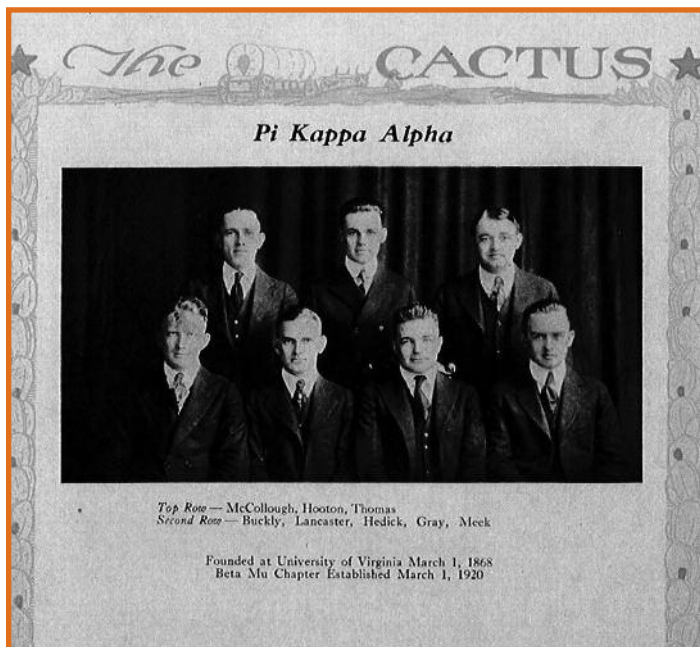 The CACTUS
Pi Kappa Alpha
Top Row — McCollough, Hooton, Thomas
Second Row — Buckly, Lancaster, Hedick, Gray, Meek
Founded at University of Virginia March 1, 1868
Beta Mu Chapter Established March 1, 1920